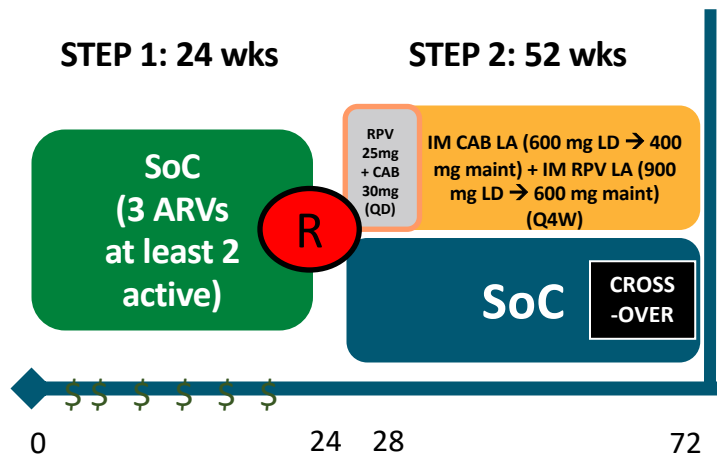 STEP 1: 24 wks
STEP 2: 52 wks
SoC
(3 ARVs
at least 2
active)
R
RPV
25mg
+ CAB
30mg
(QD)
IM CAB LA (600 mg LD → 400
mg maint) + IM RPV LA (900
mg LD → 600 mg maint)
(Q4W)
SoC
CROSS
-OVER
$ $ $ $ $ $
0
24
28
72